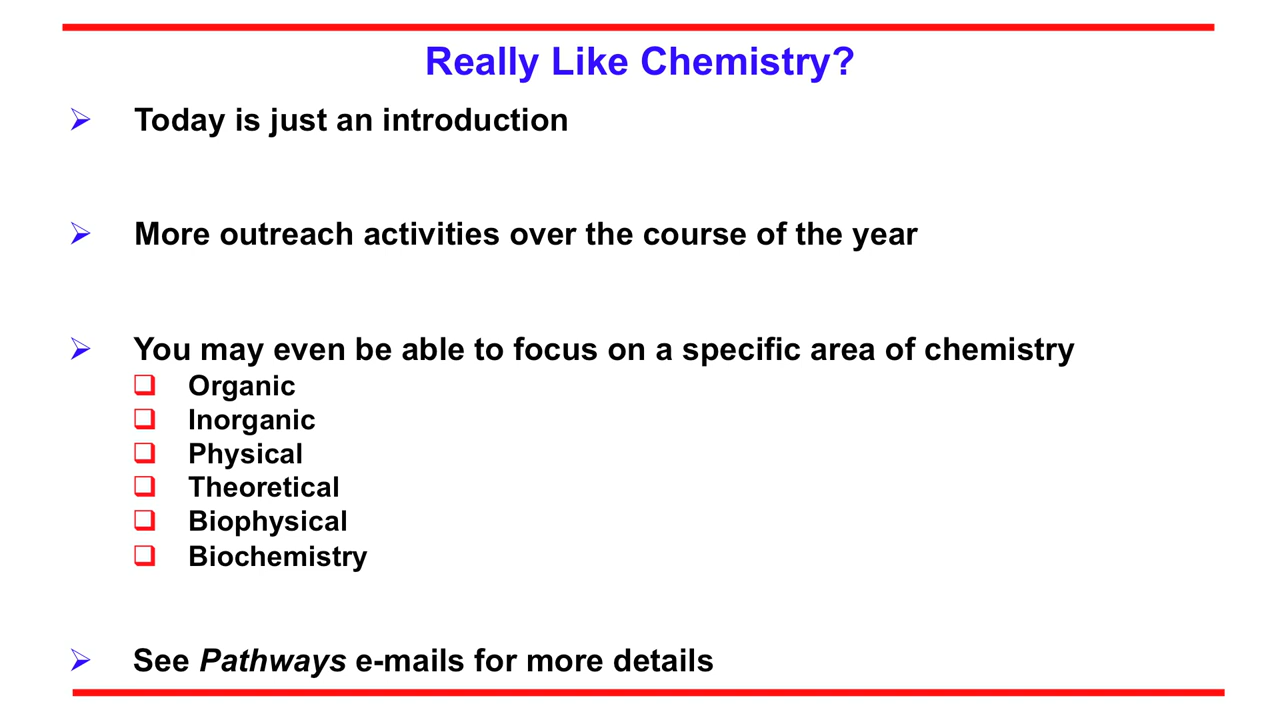 Really Like Chemistry?
Today is just an introduction
More outreach activities over the course of the year
You may even be able to focus on a specific area of chemistry
Organic
Inorganic
Physical
Theoretical
Biophysical
Biochemistry
See Pathways e-mails for more details